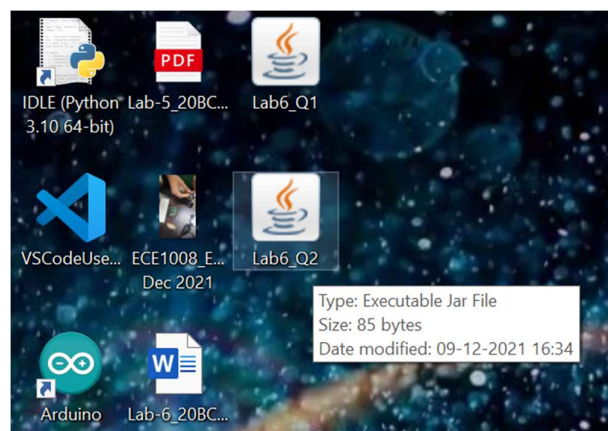 PDF
IDLE (Python Lab-5_20BC... Lab6_Q1
3.10 64-bit)
VSCodeUse... ECE1008_E... Lab6_Q2
Dec 2021
Type: Executable Jar File
Size: 85 bytes
Date modified: 09-12-2021 16:34
W
Arduino Lab-6_20BC...